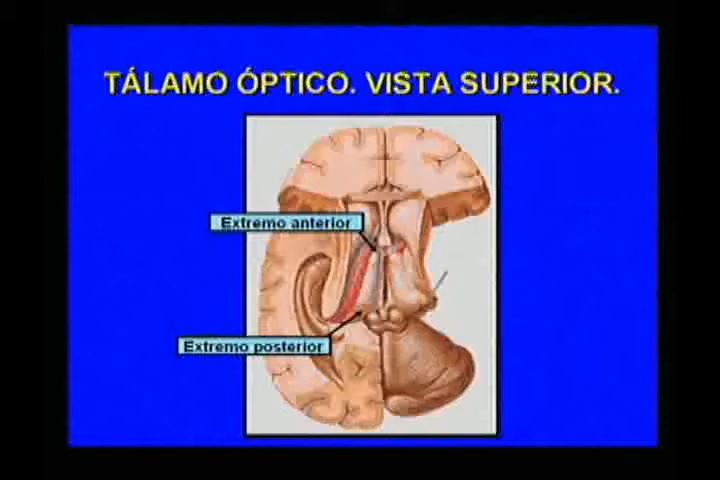 TÁLAMO ÓPTICO. VISTA SUPERIOR.
Extremo anterior
Extremo posterior